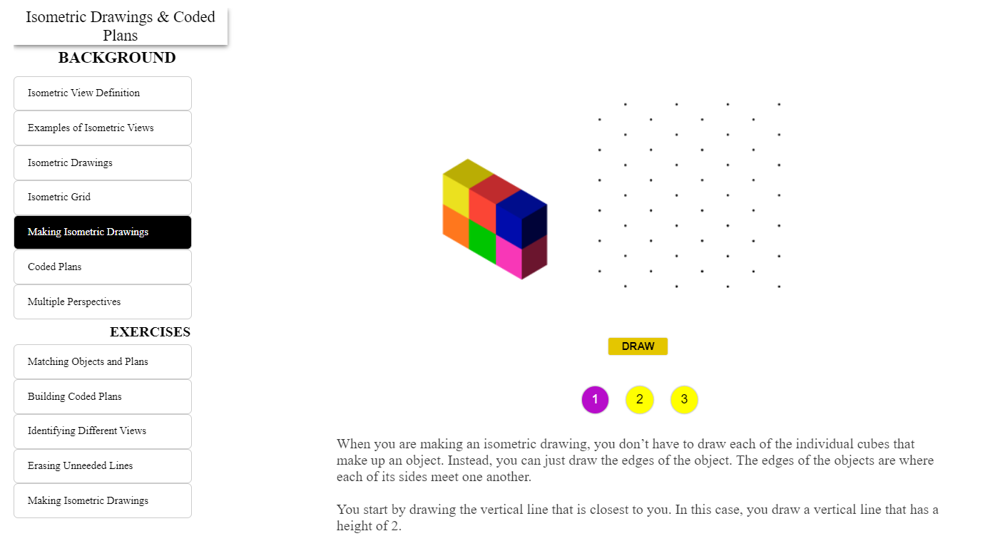 Isometric Drawings & Coded
Plans
BACKGROUND
Isometric View Definition
Examples of Isometric Views
Isometric Drawings
Isometric Grid
Making Isometric Drawings
Coded Plans
Multiple Perspectives
EXERCISES
Matching Objects and Plans
Building Coded Plans
Identifying Different Views
Erasing Unneeded Lines
Making Isometric Drawings
DRAW
1 2 3
When you are making an isometric drawing, you don’t have to draw each of the individual cubes that
make up an object. Instead, you can just draw the edges of the object. The edges of the objects are where
each of its sides meet one another.
You start by drawing the vertical line that is closest to you. In this case, you draw a vertical line that has a
height of 2.